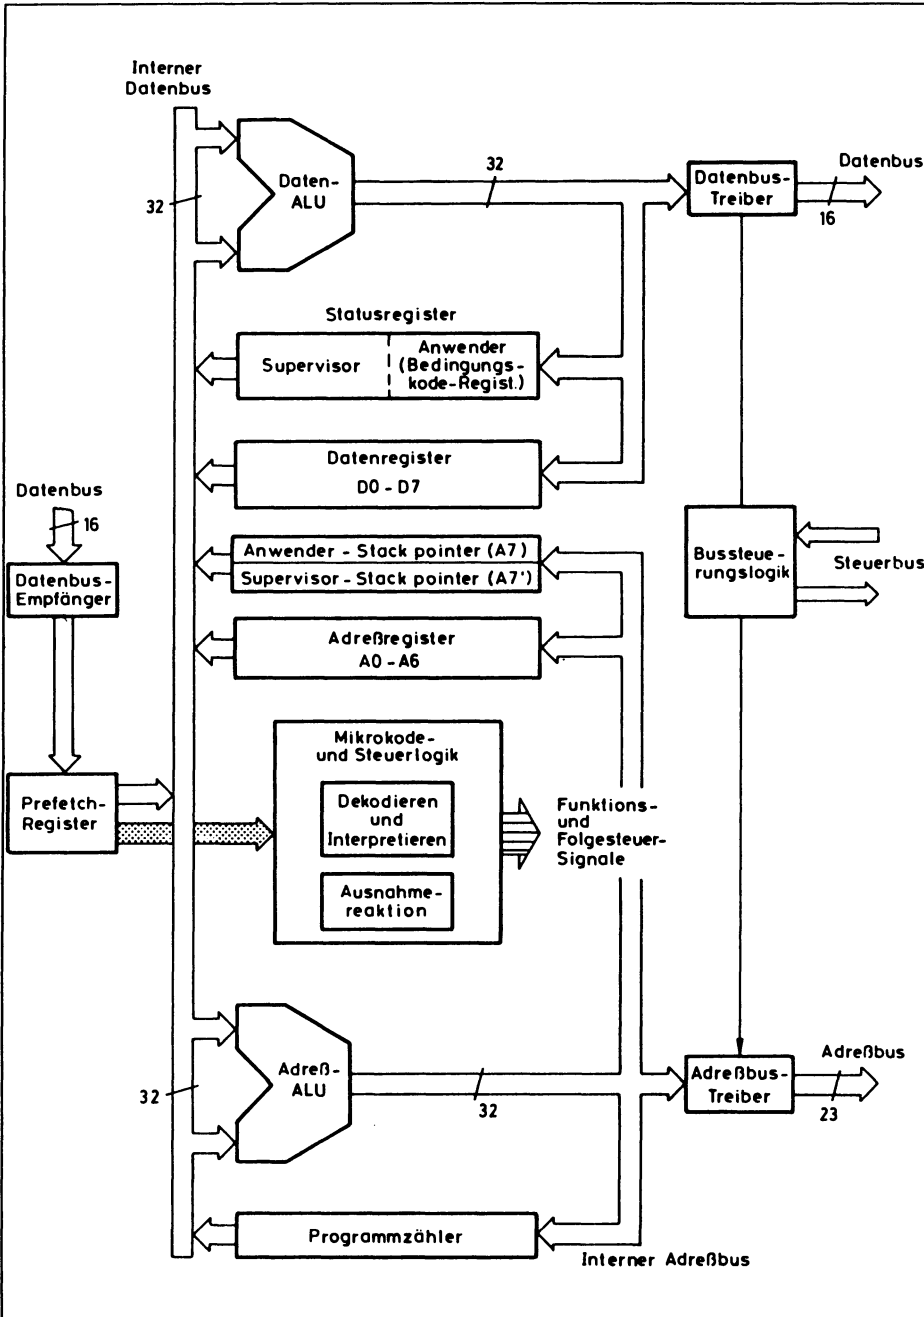 Interner
Datenbus
32
Daten-
ALU
32
Datenbus-
Treiber
Datenbus
16
Statusregister
Supervisor
Anwender
(Bedingungs-
kode-Regist.)
Datenregister
D0 - D7
Datenbus
16
Datenbus-
Empfänger
Anwender - Stack pointer (A7)
Supervisor - Stack pointer (A7')
Bussteue-
rungslogik
Steuerbus
Adreßregister
A0 - A6
Prefetch-
Register
Mikrokode-
und Steuerlogik
Dekodieren
und
Interpretieren
Ausnahme-
reaktion
Funktions-
und
Folgesteuer-
Signale
32
Adreß-
ALU
32
Adreßbus-
Treiber
Adreßbus
23
Programmzähler
Interner Adreßbus